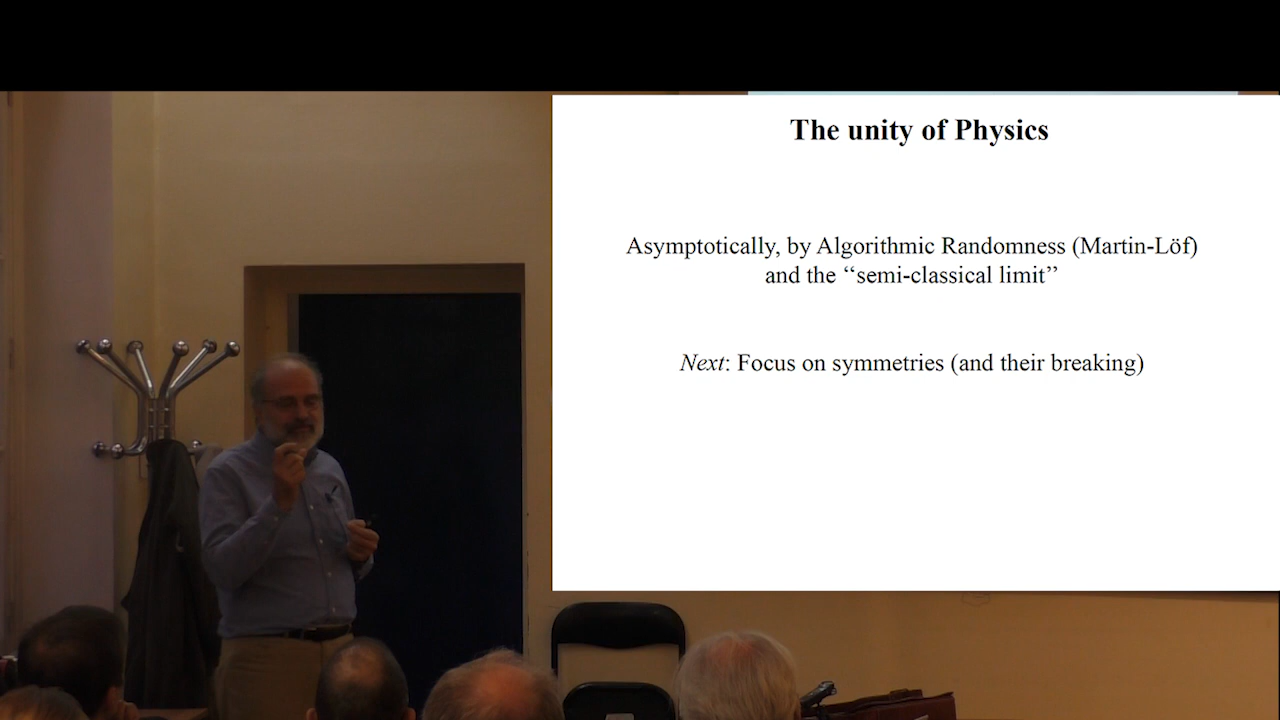 The unity of Physics
Asymptotically, by Algorithmic Randomness (Martin-Löf)
and the ‘‘semi-classical limit’’
Next: Focus on symmetries (and their breaking)